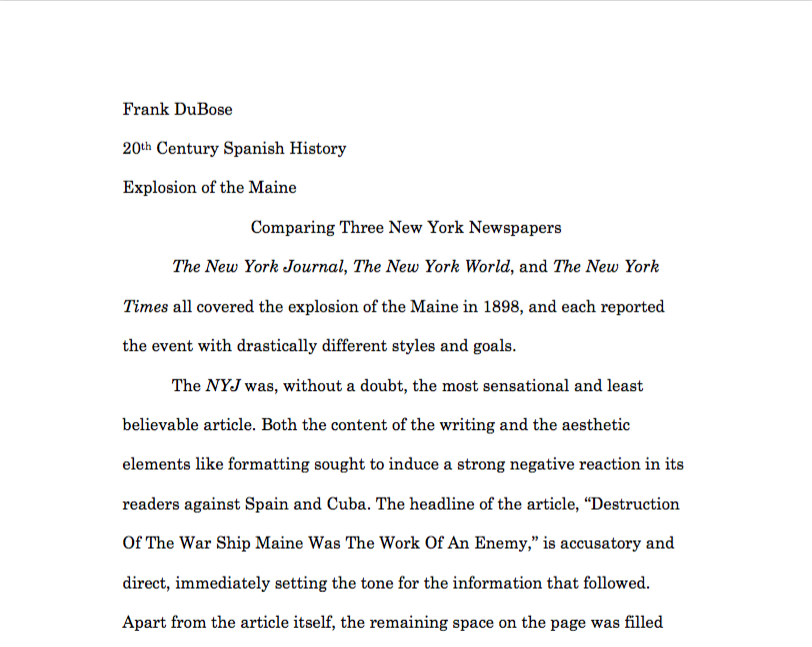 Frank DuBose
20th Century Spanish History
Explosion of the Maine
Comparing Three New York Newspapers
The New York Journal, The New York World, and The New York
Times all covered the explosion of the Maine in 1898, and each reported
the event with drastically different styles and goals.
The NYJ was, without a doubt, the most sensational and least
believable article. Both the content of the writing and the aesthetic
elements like formatting sought to induce a strong negative reaction in its
readers against Spain and Cuba. The headline of the article, “Destruction
Of The War Ship Maine Was The Work Of An Enemy,” is accusatory and
direct, immediately setting the tone for the information that followed.
Apart from the article itself, the remaining space on the page was filled